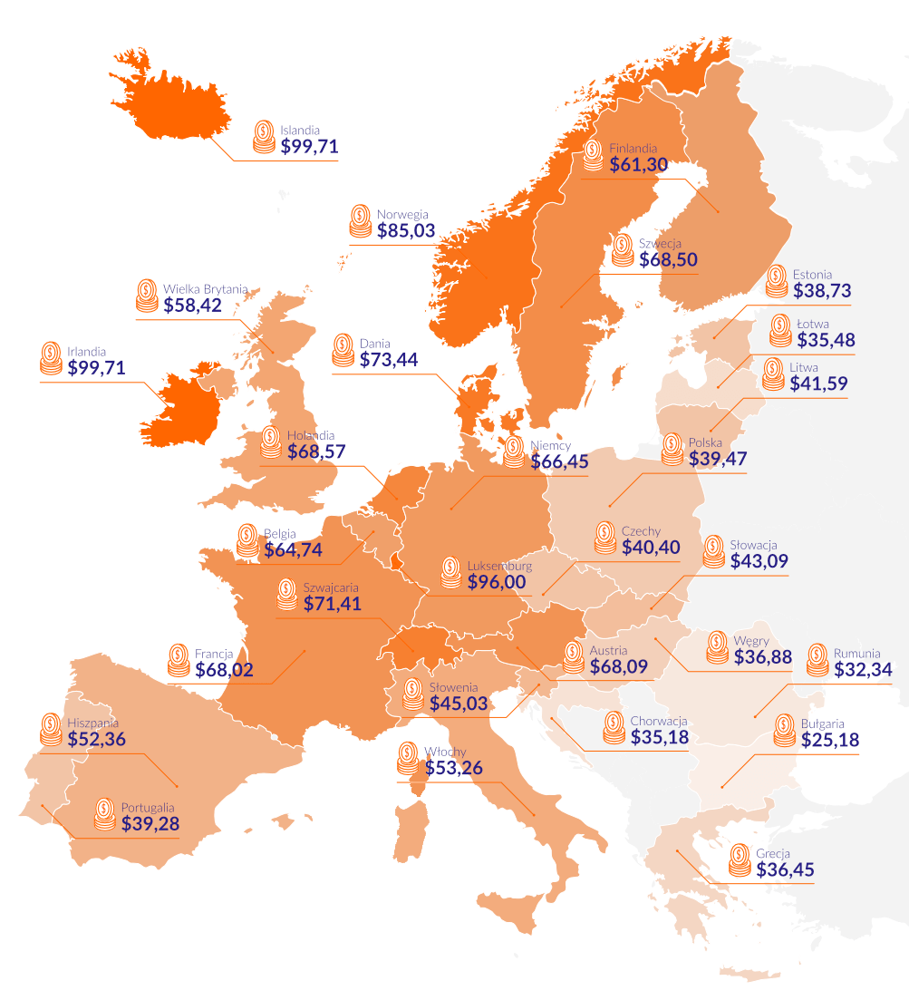 Islandia
$99,71
Finlandia
$61,30
Norwegia
$85,03
Szwecja
$68,50
Estonia
$38,73
Wielka Brytania
$58,42
Łotwa
$35,48
Irlandia
$99,71
Dania
$73,44
Litwa
$41,59
Holandia
$68,57
Niemcy
$66,45
Polska
$39,47
Belgia
$64,74
Czechy
$40,40
Słowacja
$43,09
Luksemburg
$96,00
Szwajcaria
$71,41
Francja
$68,02
Austria
$68,09
Węgry
$36,88
Rumunia
$32,34
Słowenia
$45,03
Hiszpania
$52,36
Chorwacja
$35,18
Bułgaria
$25,18
Włochy
$53,26
Portugalia
$39,28
Grecja
$36,45